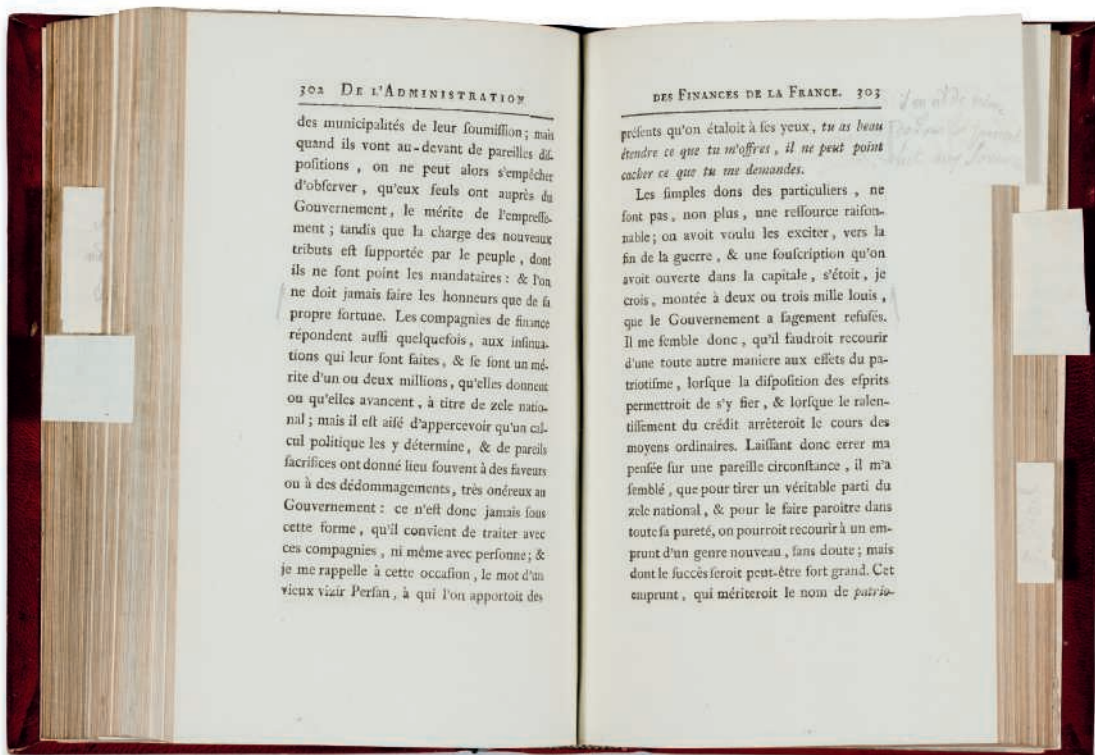 302 DE L'ADMINISTRATION
des municipalités de leur ſoumiſſion ; mais
quand ils vont au-devant de pareilles diſ-
poſitions , on ne peut alors s'empêcher
d'obſerver , qu'eux ſeuls ont auprès du
Gouvernement, le mérite de l'empreſſe-
ment ; tandis que la charge des nouveaux
tributs eſt ſupportée par le peuple, dont
ils ne ſont point les mandataires : & l'on
ne doit jamais faire les honneurs que de ſa
propre fortune. Les compagnies de finance
répondent auſſi quelquefois, aux inſinua-
tions qui leur ſont faites, & ſe font un mé-
rite d'un ou deux millions, qu'elles donnent
ou qu'elles avancent, à titre de zele natio-
nal ; mais il eſt aiſé d'appercevoir qu'un cal-
cul politique les y détermine, & de pareils
ſacrifices ont donné lieu ſouvent à des faveurs
ou à des dédommagements, très onéreux au
Gouvernement : ce n'eſt donc jamais ſous
cette forme, qu'il convient de traiter avec
ces compagnies , ni même avec perſonne ; &
je me rappelle à cette occaſion, le mot d'un
vieux vizir Perſan, à qui l'on apportoit des
DES FINANCES DE LA FRANCE. 303
préſents qu'on étaloit à ſes yeux, tu as beau
étendre ce que tu m'offres, il ne peut point
cacher ce que tu me demandes.
Les ſimples dons des particuliers , ne
ſont pas, non plus, une reſſource raiſon-
nable ; on avoit voulu les exciter, vers la
fin de la guerre, & une ſouſcription qu'on
avoit ouverte dans la capitale, s'étoit, je
crois, montée à deux ou trois mille louis,
que le Gouvernement a ſagement refuſés.
Il me ſemble donc, qu'il faudroit recourir
d'une toute autre maniere aux effets du pa-
triotiſme, lorſque la diſpoſition des eſprits
permettroit de s'y fier, & lorſque le ralen-
tiſſement du crédit arrêteroit le cours des
moyens ordinaires. Laiſſant donc errer ma
penſée ſur une pareille circonſtance , il m'a
ſemblé, que pour tirer un véritable parti du
zele national, & pour le faire paroître dans
toute ſa pureté, on pourroit recourir à un em-
prunt d'un genre nouveau, ſans doute ; mais
dont le ſuccès ſeroit peut-être fort grand. Cet
emprunt, qui mériteroit le nom de patrio-